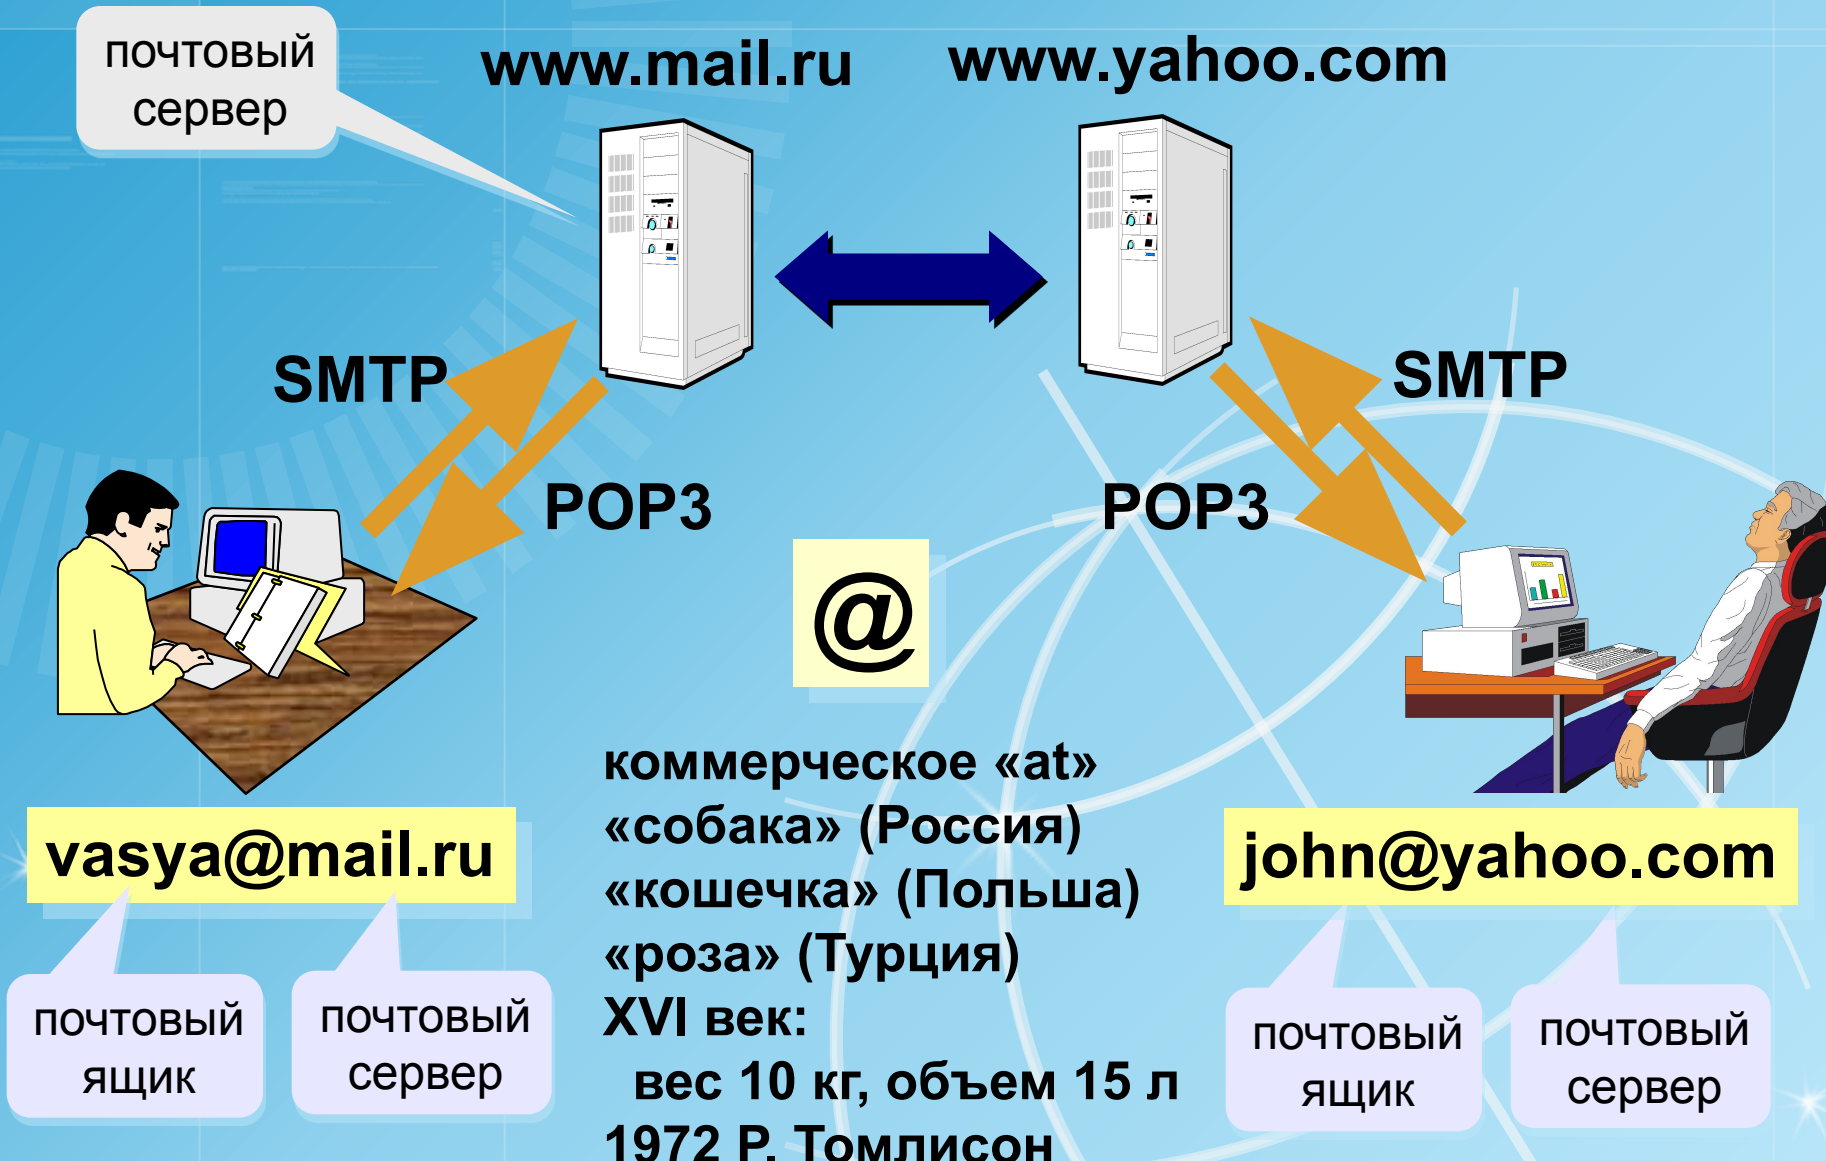 почтовый
сервер
www.mail.ru
www.yahoo.com
SMTP
SMTP
POP3
POP3
@
коммерческое «at»
«собака» (Россия)
«кошечка» (Польша)
«роза» (Турция)
XVI век:
вес 10 кг, объем 15 л
1972 Р. Томлисон
vasya@mail.ru
почтовый
ящик
почтовый
сервер
john@yahoo.com
почтовый
ящик
почтовый
сервер